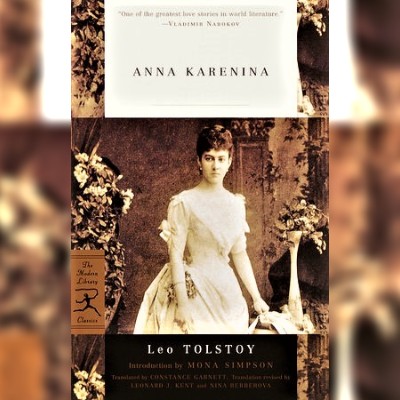 "One of the greatest love stories in world literature."
—Vladimir Nabokov
ANNA KARENINA
The
Modern
Library
Classics
Leo TOLSTOY
Introduction by MONA SIMPSON
Translated by CONSTANCE GARNETT. Translation revised by
LEONARD J. KENT and NINA BERBEROVA